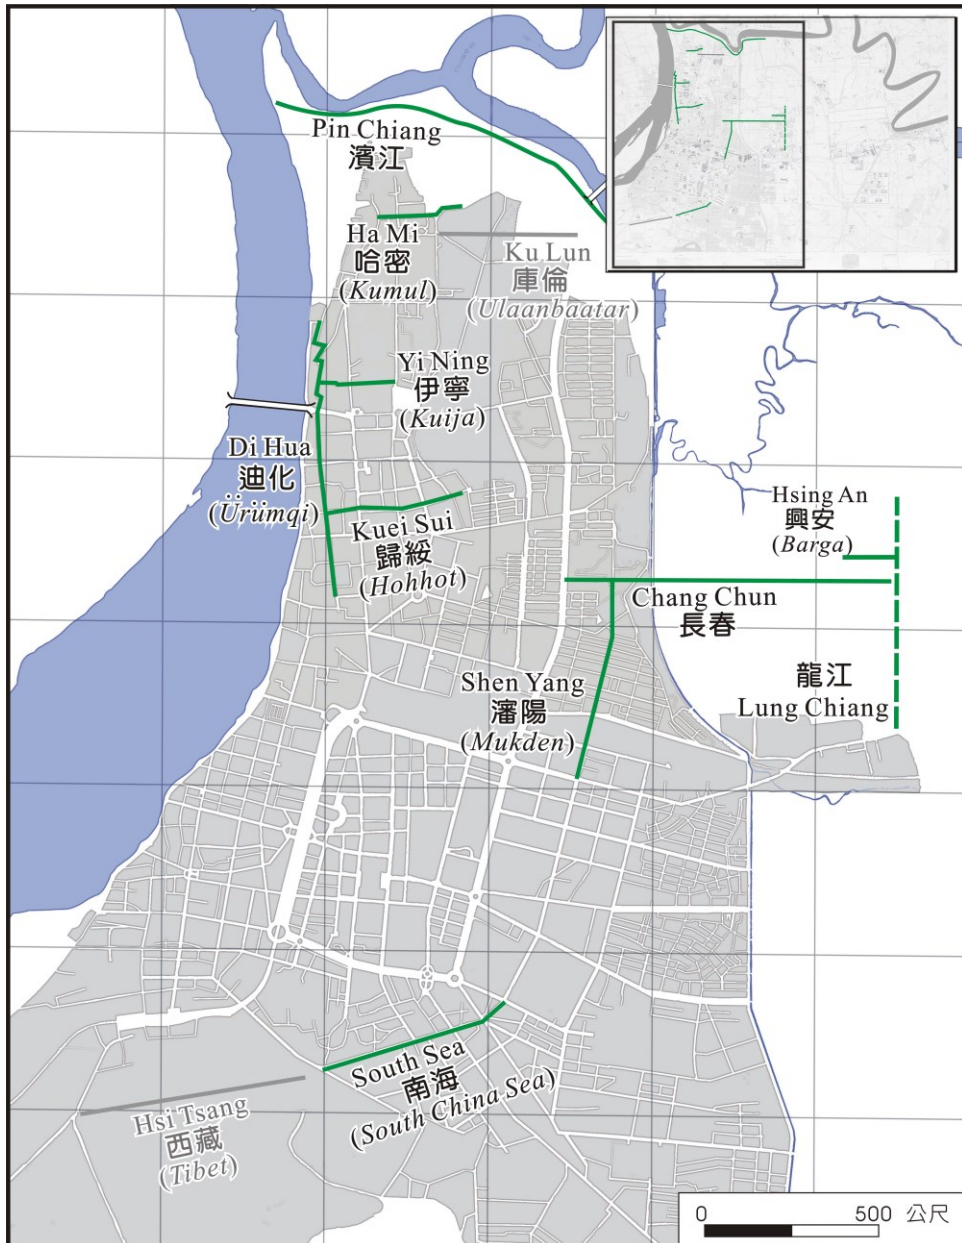 Pin Chiang
濱江
Ha Mi
哈密
(Kumul)
Ku Lun
庫倫
(Ulaanbaatar)
Yi Ning
伊寧
(Kuija)
Di Hua
迪化
(Ürümqi)
Kuei Sui
歸綏
(Hohhot)
Hsing An
興安
(Barga)
Chang Chun
長春
龍江
Lung Chiang
Shen Yang
瀋陽
(Mukden)
South Sea
南海
(South China Sea)
Hsi Tsang
西藏
(Tibet)
0 500 公尺